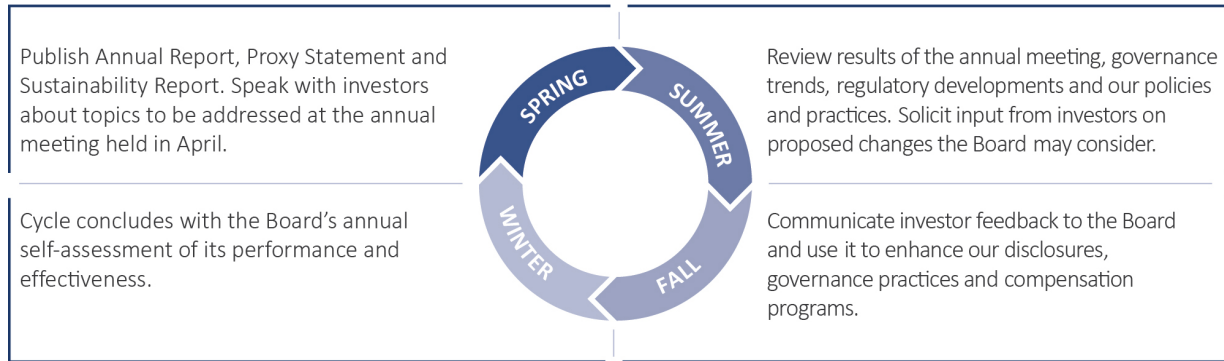 Publish Annual Report, Proxy Statement and
Sustainability Report. Speak with investors
about topics to be addressed at the annual
meeting held in April.
SPRING
SUMMER
Review results of the annual meeting, governance
trends, regulatory developments and our policies
and practices. Solicit input from investors on
proposed changes the Board may consider.
Cycle concludes with the Board’s annual
self-assessment of its performance and
effectiveness.
WINTER
FALL
Communicate investor feedback to the Board
and use it to enhance our disclosures,
governance practices and compensation
programs.